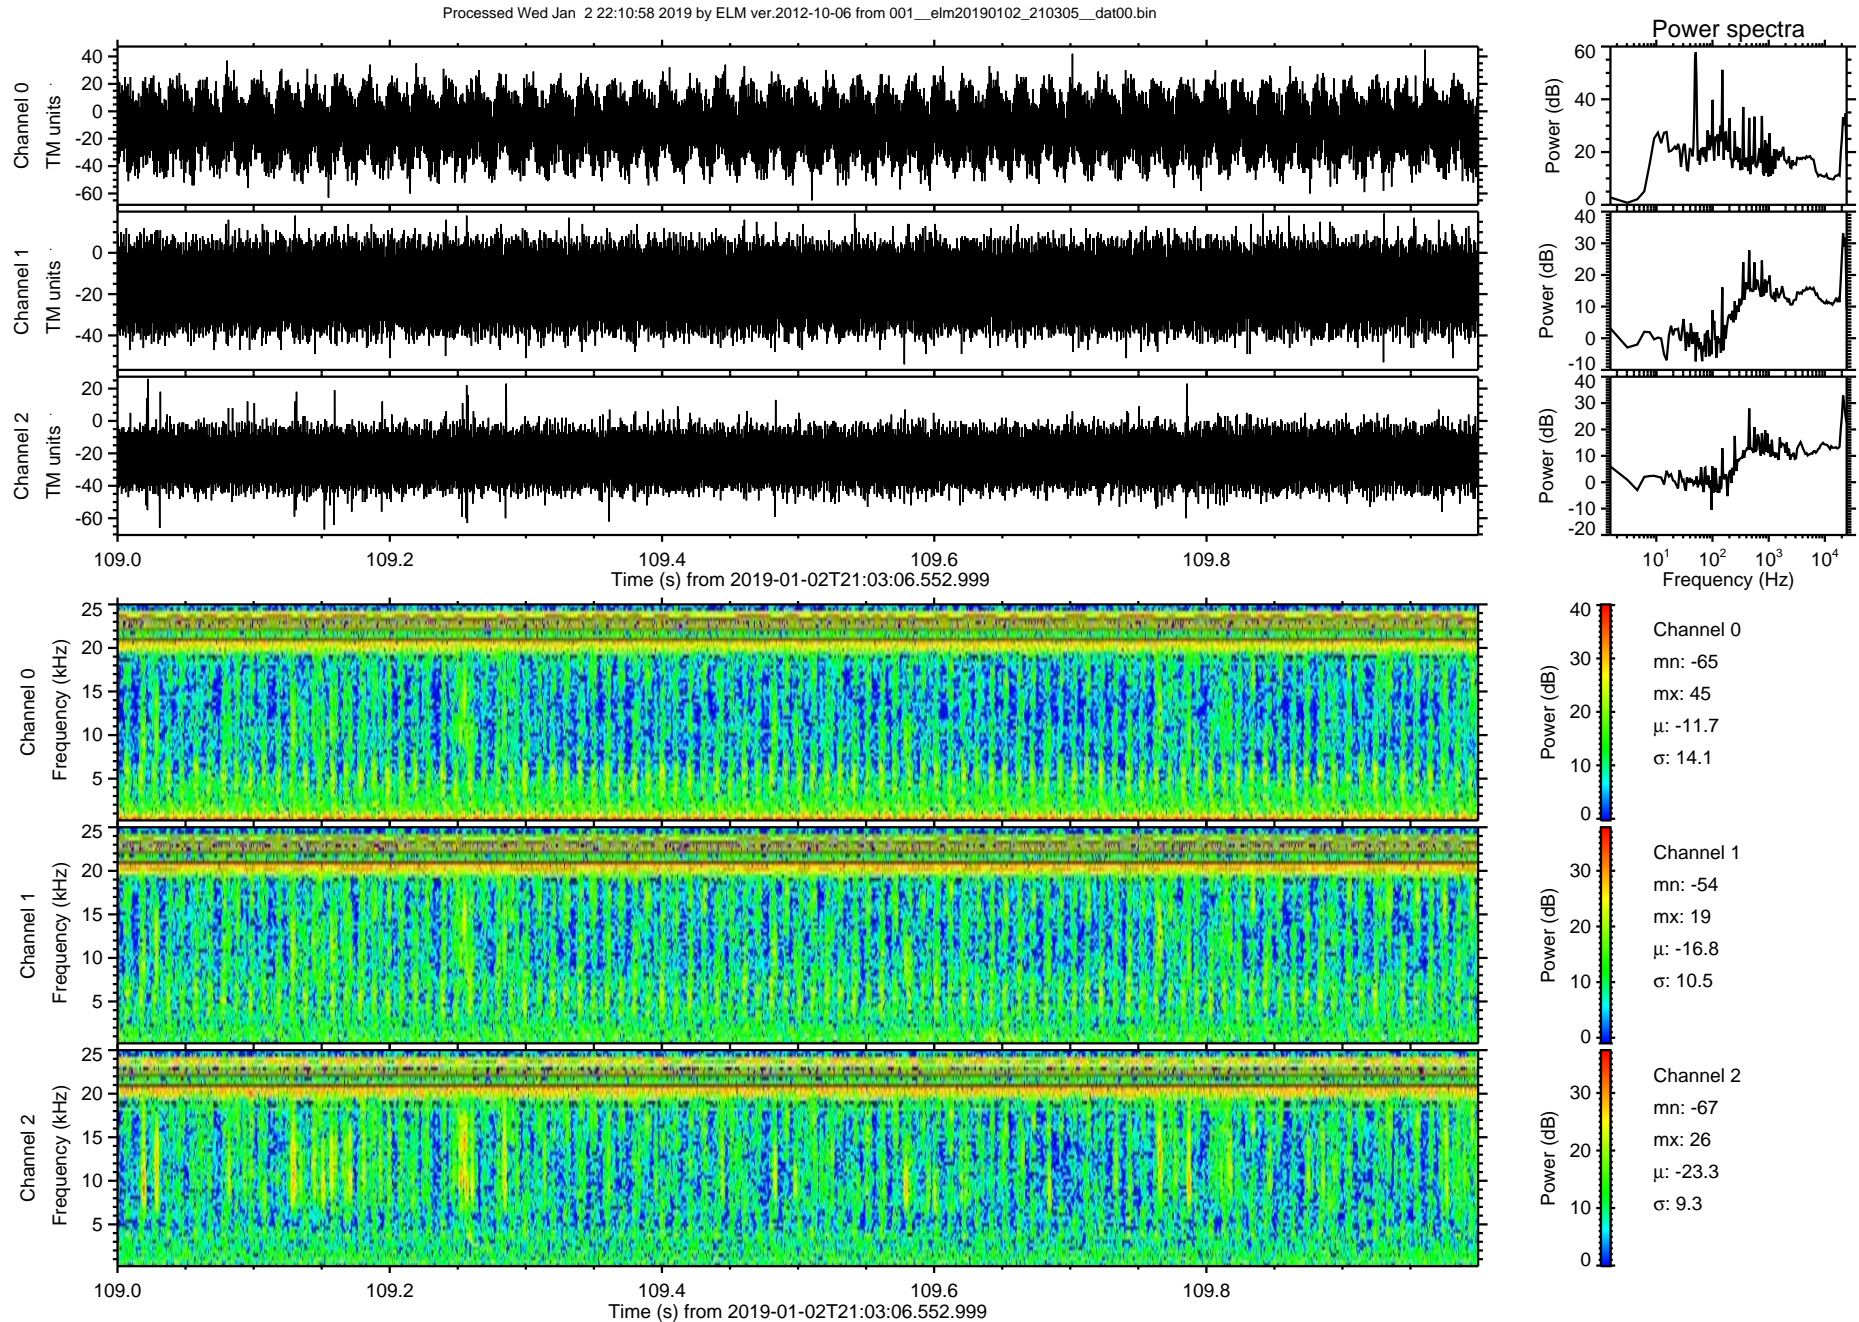 Processed Wed Jan  2 22:10:58 2019 by ELM ver.2012-10-06 from 001__elm20190102_210305__dat00.bin
Power spectra
Channel 0
TM units
40
20
0
-20
-40
-60
Power (dB)
60
40
20
0
Channel 1
TM units
0
-20
-40
Power (dB)
40
30
20
10
0
-10
Channel 2
TM units
20
0
-20
-40
-60
Power (dB)
40
30
20
10
0
-10
-20
109.0 109.2 109.4 109.6 109.8
Time (s) from 2019-01-02T21:03:06.552.999
10^1 10^2 10^3 10^4
Frequency (Hz)
Channel 0
Frequency (kHz)
25
20
15
10
5
Power (dB)
40
30
20
10
0
Channel 0
mn: -65
mx: 45
μ: -11.7
σ: 14.1
Channel 1
Frequency (kHz)
25
20
15
10
5
Power (dB)
30
20
10
0
Channel 1
mn: -54
mx: 19
μ: -16.8
σ: 10.5
Channel 2
Frequency (kHz)
25
20
15
10
5
Power (dB)
30
20
10
0
Channel 2
mn: -67
mx: 26
μ: -23.3
σ: 9.3
109.0 109.2 109.4 109.6 109.8
Time (s) from 2019-01-02T21:03:06.552.999